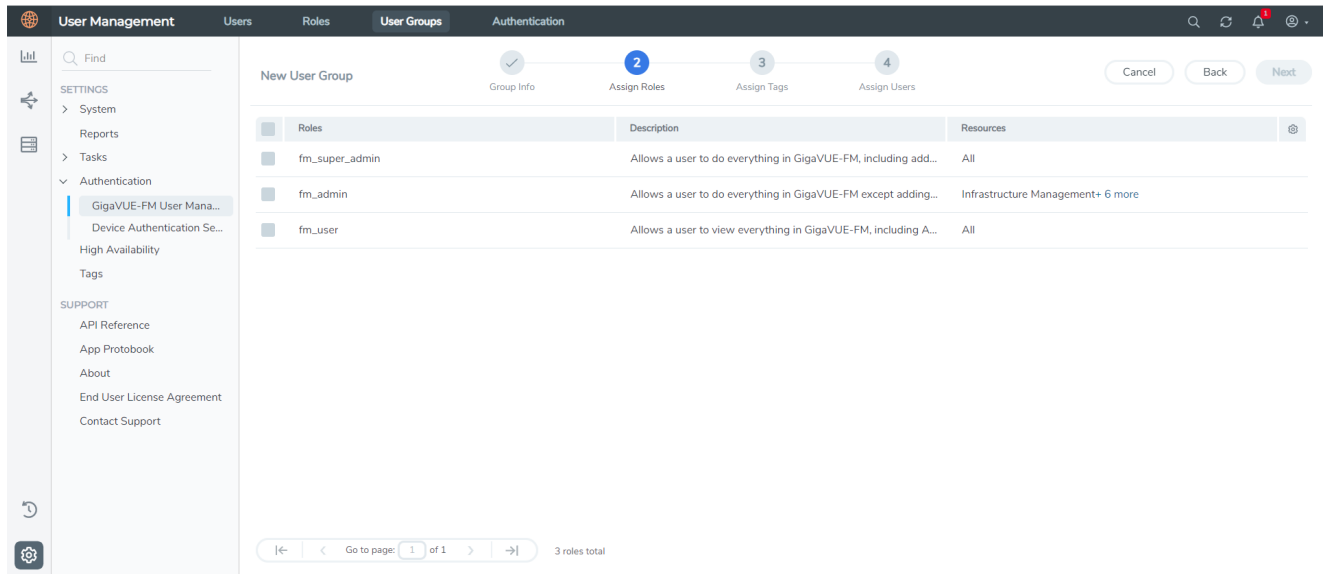 User Management Users Roles User Groups Authentication 1
Find
SETTINGS
System
Reports
Tasks
Authentication
GigaVUE-FM User Mana...
Device Authentication Se...
High Availability
Tags
SUPPORT
API Reference
App Protobook
About
End User License Agreement
Contact Support
New User Group
Group Info
2 Assign Roles
3 Assign Tags
4 Assign Users
Cancel Back Next
Roles Description Resources
fm_super_admin Allows a user to do everything in GigaVUE-FM, including add... All
fm_admin Allows a user to do everything in GigaVUE-FM except adding... Infrastructure Management+ 6 more
fm_user Allows a user to view everything in GigaVUE-FM, including A... All
Go to page: 1 of 1 3 roles total